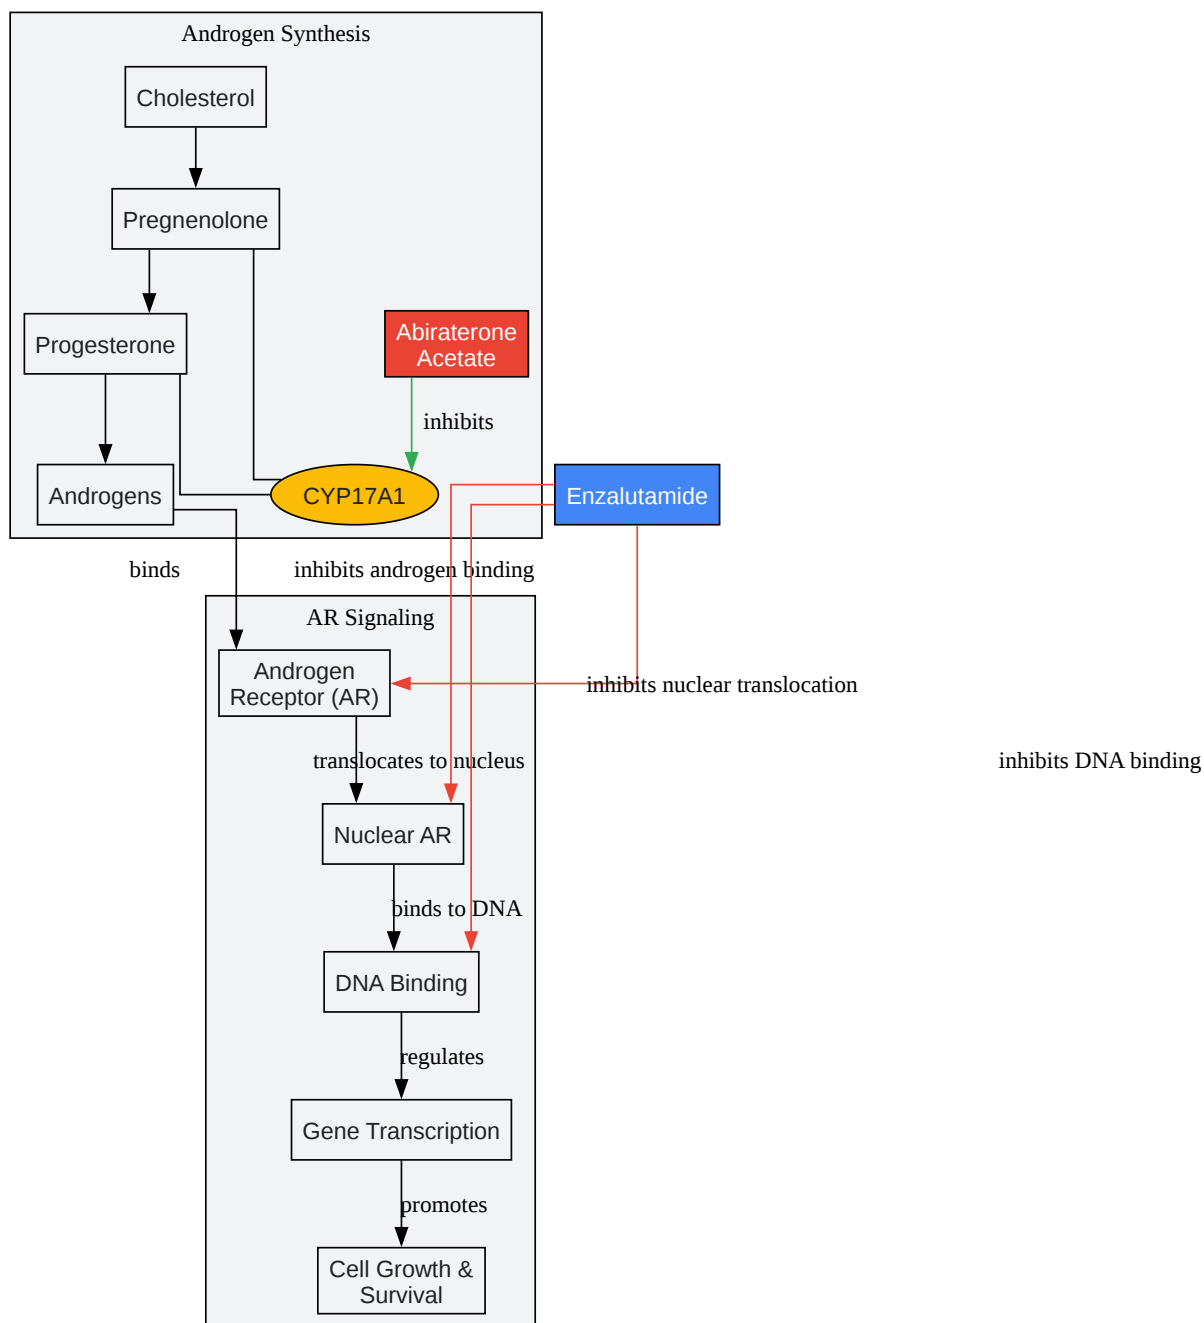 Androgen Synthesis
Cholesterol
Pregnenolone
Progesterone
Abiraterone
Acetate
inhibits
Androgens
CYP17A1
Enzalutamide
binds
inhibits androgen binding
AR Signaling
Androgen
Receptor (AR)
inhibits nuclear translocation
translocates to nucleus
inhibits DNA binding
Nuclear AR
binds to DNA
DNA Binding
regulates
Gene Transcription
promotes
Cell Growth &
Survival